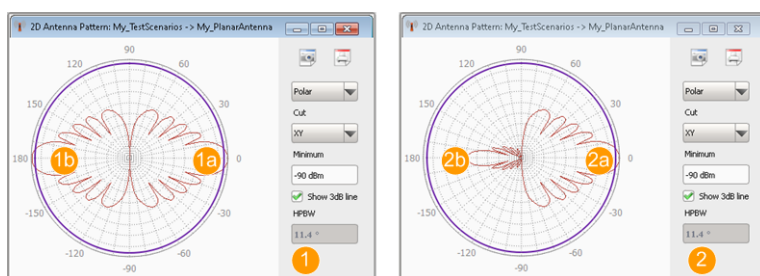 2D Antenna Pattern: My_TestScenarios -> My_PlanarAntenna
90
120
60
150
30
180
0
-150
-30
-120
-60
-90
1b
1a
Polar
Cut
XY
Minimum
-90 dBm
Show 3dB line
HPBW
11.4 °
1
2D Antenna Pattern: My_TestScenarios -> My_PlanarAntenna
90
120
60
150
30
180
0
-150
-30
-120
-60
-90
2b
2a
Polar
Cut
XY
Minimum
-90 dBm
Show 3dB line
HPBW
11.4 °
2